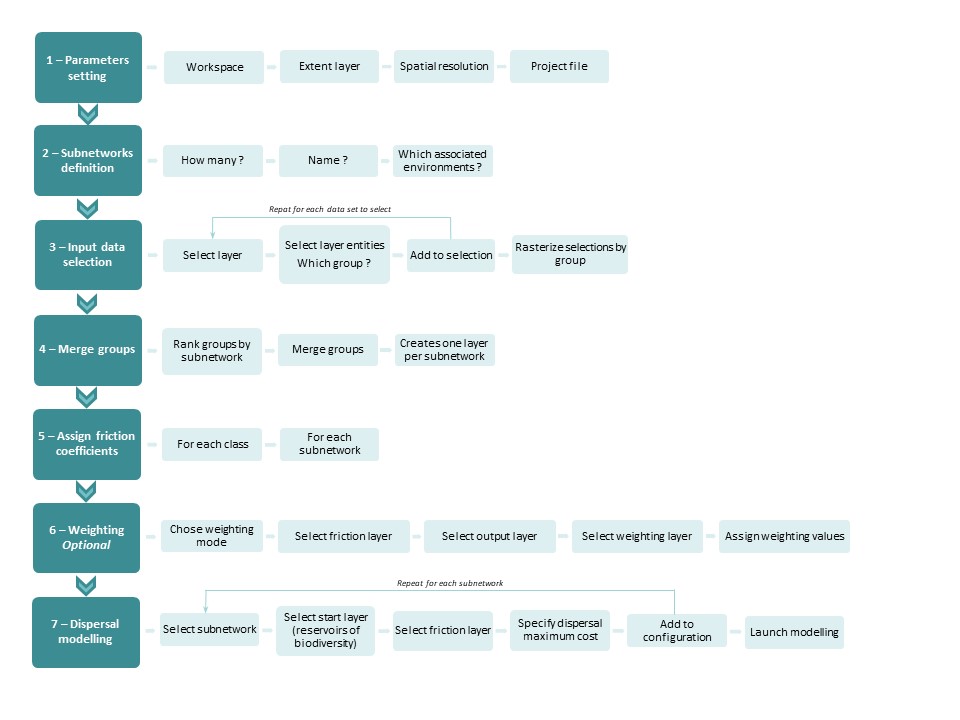 1 – Parameters
setting
Workspace
Extent layer
Spatial resolution
Project file
2 – Subnetworks
definition
How many ?
Name ?
Which associated
environments ?
Repat for each data set to select
3 – Input data
selection
Select layer
Select layer entities
Which group ?
Add to selection
Rasterize selections by
group
4 – Merge groups
Rank groups by
subnetwork
Merge groups
Creates one layer
per subnetwork
5 – Assign friction
coefficients
For each class
For each
subnetwork
6 – Weighting
Optional
Chose weighting
mode
Select friction layer
Select output layer
Select weighting layer
Assign weighting values
Repeat for each subnetwork
7 – Dispersal
modelling
Select subnetwork
Select start layer
(reservoirs of
biodiversity)
Select friction layer
Specify dispersal
maximum cost
Add to
configuration
Launch modelling